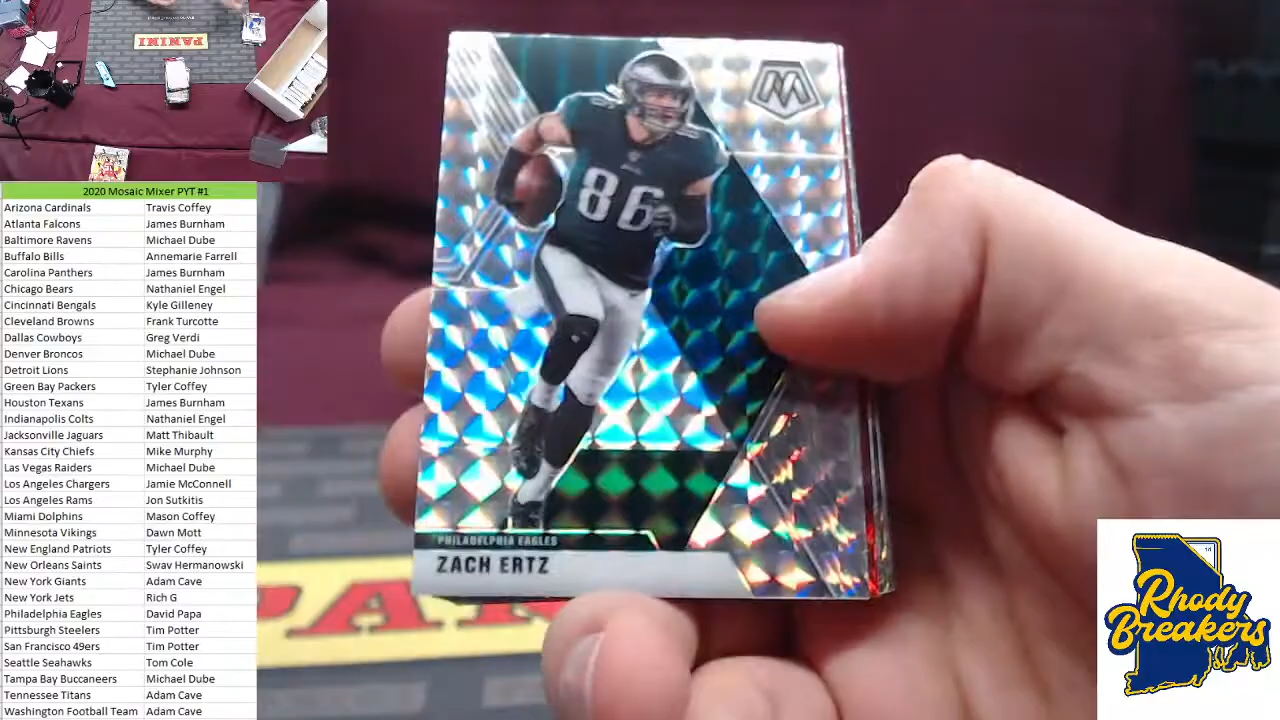 PANINI
2020 Mosaic Mixer PYT #1
Arizona Cardinals Travis Coffey
Atlanta Falcons James Burnham
Baltimore Ravens Michael Dube
Buffalo Bills Annemarie Farrell
Carolina Panthers James Burnham
Chicago Bears Nathaniel Engel
Cincinnati Bengals Kyle Gilleney
Cleveland Browns Frank Turcotte
Dallas Cowboys Greg Verdi
Denver Broncos Michael Dube
Detroit Lions Stephanie Johnson
Green Bay Packers Tyler Coffey
Houston Texans James Burnham
Indianapolis Colts Nathaniel Engel
Jacksonville Jaguars Matt Thibault
Kansas City Chiefs Mike Murphy
Las Vegas Raiders Michael Dube
Los Angeles Chargers Jamie McConnell
Los Angeles Rams Jon Sutkitis
Miami Dolphins Mason Coffey
Minnesota Vikings Dawn Mott
New England Patriots Tyler Coffey
New Orleans Saints Swav Hermanowski
New York Giants Adam Cave
New York Jets Rich G
Philadelphia Eagles David Papa
Pittsburgh Steelers Tim Potter
San Francisco 49ers Tim Potter
Seattle Seahawks Tom Cole
Tampa Bay Buccaneers Michael Dube
Tennessee Titans Adam Cave
Washington Football Team Adam Cave
M
86
PHILADELPHIA EAGLES
ZACH ERTZ
PAN
Rhody
Breakers